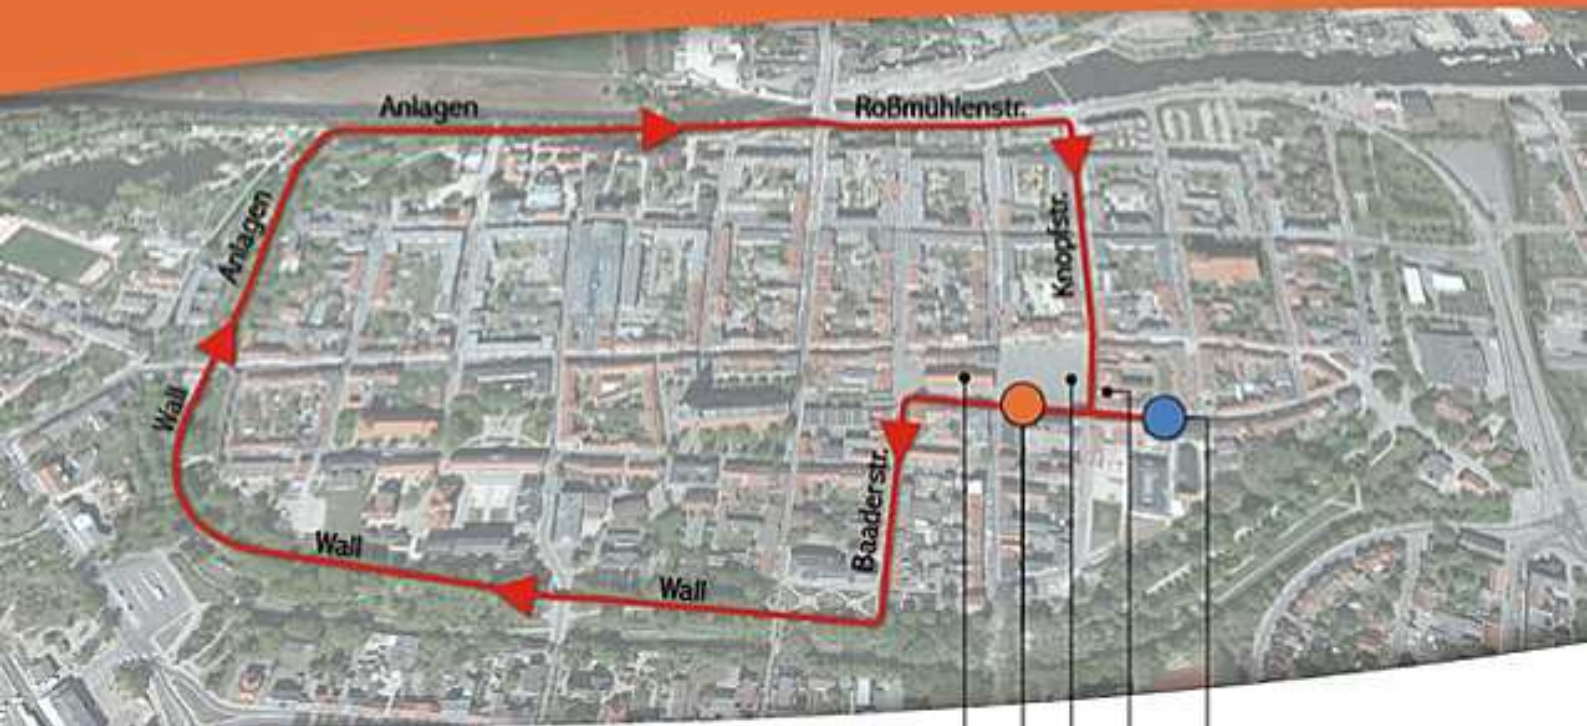 Anlagen
Roßmühlenstr.
Anlagen
Knopfstr.
Wall
Baaderstr.
Wall
Wall